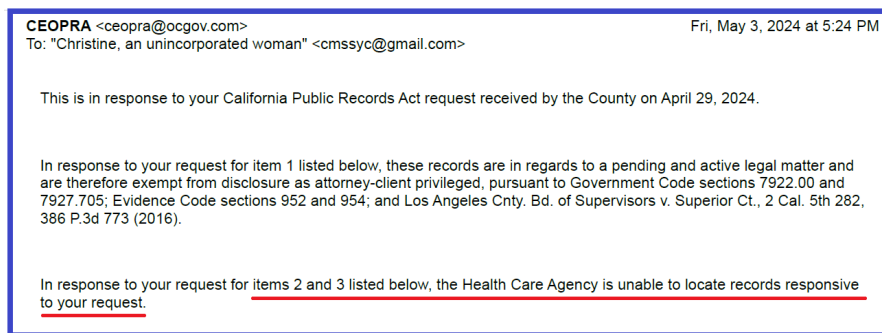 CEOPRA <ceopra@ocgov.com> Fri, May 3, 2024 at 5:24 PM
To: "Christine, an unincorporated woman" <cmssyc@gmail.com>
This is in response to your California Public Records Act request received by the County on April 29, 2024.
In response to your request for item 1 listed below, these records are in regards to a pending and active legal matter and
are therefore exempt from disclosure as attorney-client privileged, pursuant to Government Code sections 7922.00 and
7927.705; Evidence Code sections 952 and 954; and Los Angeles Cnty. Bd. of Supervisors v. Superior Ct., 2 Cal. 5th 282,
386 P.3d 773 (2016).
In response to your request for items 2 and 3 listed below, the Health Care Agency is unable to locate records responsive
to your request.